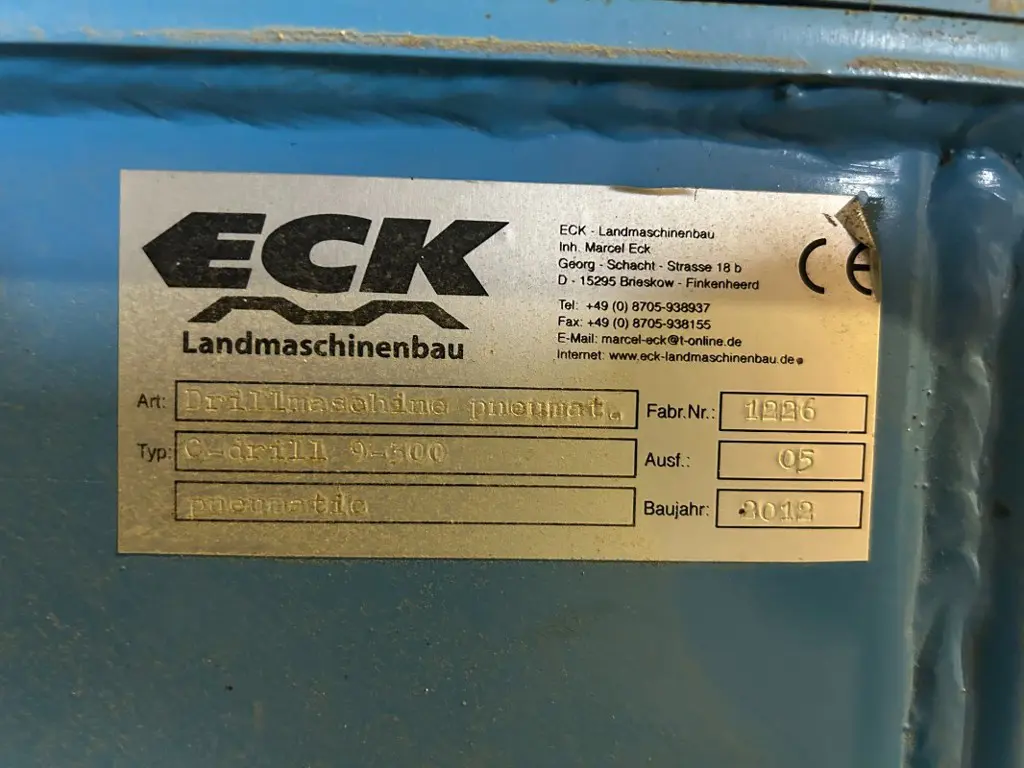 ECK
Landmaschinenbau
ECK - Landmaschinenbau
Inh. Marcel Eck
Georg - Schacht - Strasse 18 b
D - 15295 Brieskow - Finkenheerd
Tel: +49 (0) 8705-938937
Fax: +49 (0) 8705-938155
E-Mail: marcel-eck@t-online.de
Internet: www.eck-landmaschinenbau.de
CE
Art: Drillmaschine pneumat. Fabr.Nr.: 1226
Typ: C-drill Ausf.: 05
pneumatic Baujahr: 2012